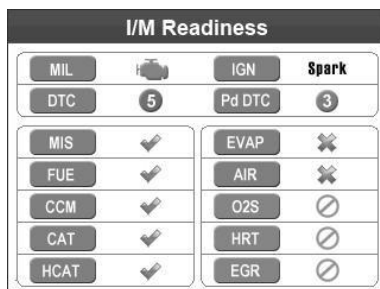 I/M Readiness
MIL IGN Spark
DTC 5 Pd DTC 3
MIS EVAP
FUE AIR
CCM O2S
CAT HRT
HCAT EGR